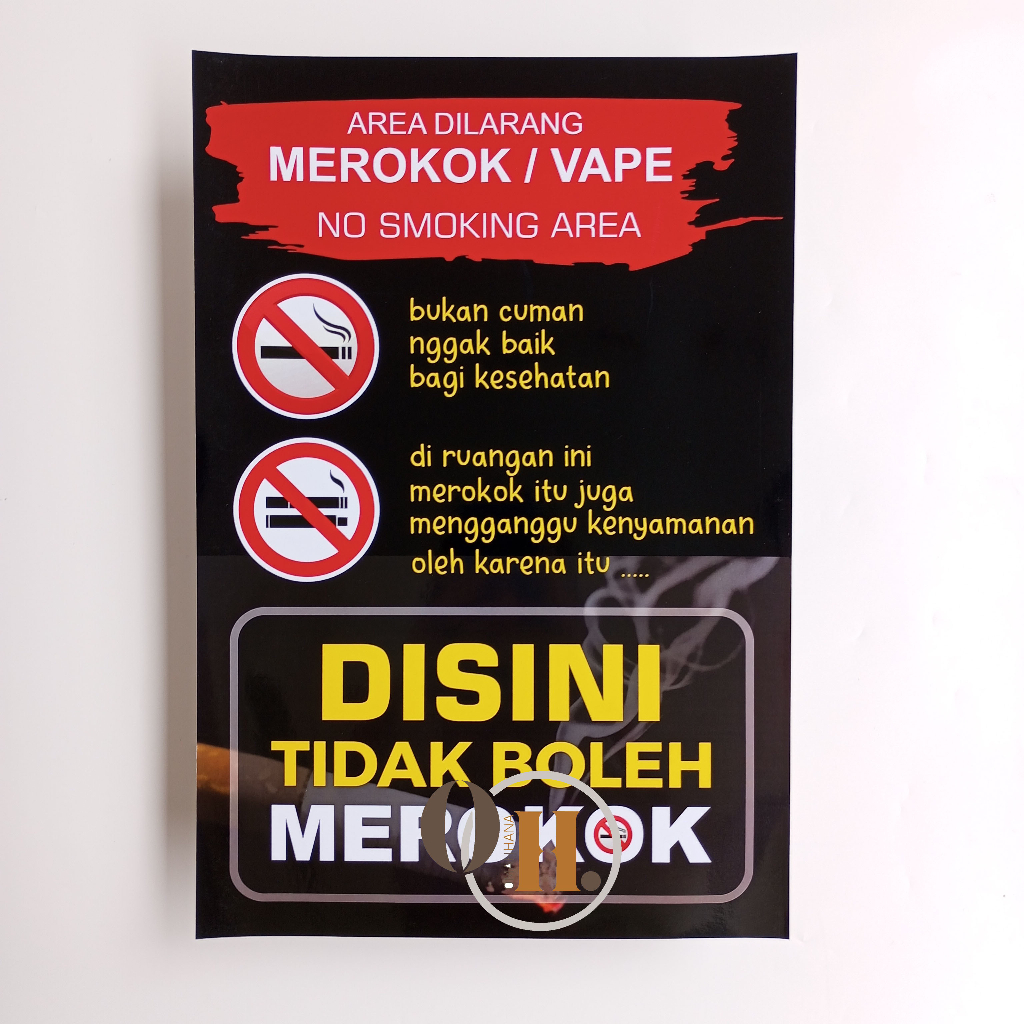 AREA DILARANG
MEROKOK / VAPE
NO SMOKING AREA
bukan cuman
nggak baik
bagi kesehatan
di ruangan ini
merokok itu juga
mengganggu kenyamanan
oleh karena itu .....
DISINI
TIDAK BOLEH
MEROKOK
O.H.